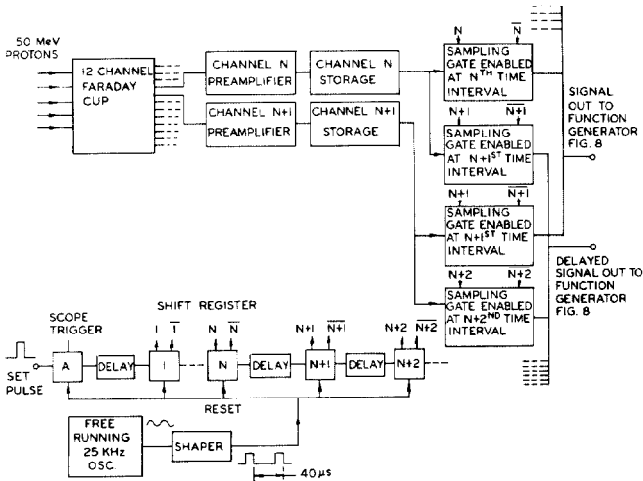 50 MeV
PROTONS
12 CHANNEL
FARADAY
CUP
CHANNEL N
PREAMPLIFIER
CHANNEL N
STORAGE
CHANNEL N+1
PREAMPLIFIER
CHANNEL N+1
STORAGE
N N̅
SAMPLING
GATE ENABLED
AT NTH TIME
INTERVAL
N+1 N̅+̅1̅
SAMPLING
GATE ENABLED
AT N+1ST TIME
INTERVAL
N+1 N̅+̅1̅
SAMPLING
GATE ENABLED
AT N+1ST TIME
INTERVAL
N+2 N̅+̅2̅
SAMPLING
GATE ENABLED
AT N+2ND TIME
INTERVAL
SIGNAL
OUT TO
FUNCTION
GENERATOR
FIG. 8
DELAYED
SIGNAL OUT TO
FUNCTION
GENERATOR
FIG. 8
SHIFT REGISTER
SCOPE
TRIGGER
1 1̅
N N̅
N+1 N̅+̅1̅
N+2 N̅+̅2̅
SET
PULSE
A
DELAY
1
N
DELAY
N+1
DELAY
N+2
RESET
FREE
RUNNING
25 KHz
OSC.
SHAPER
40μs